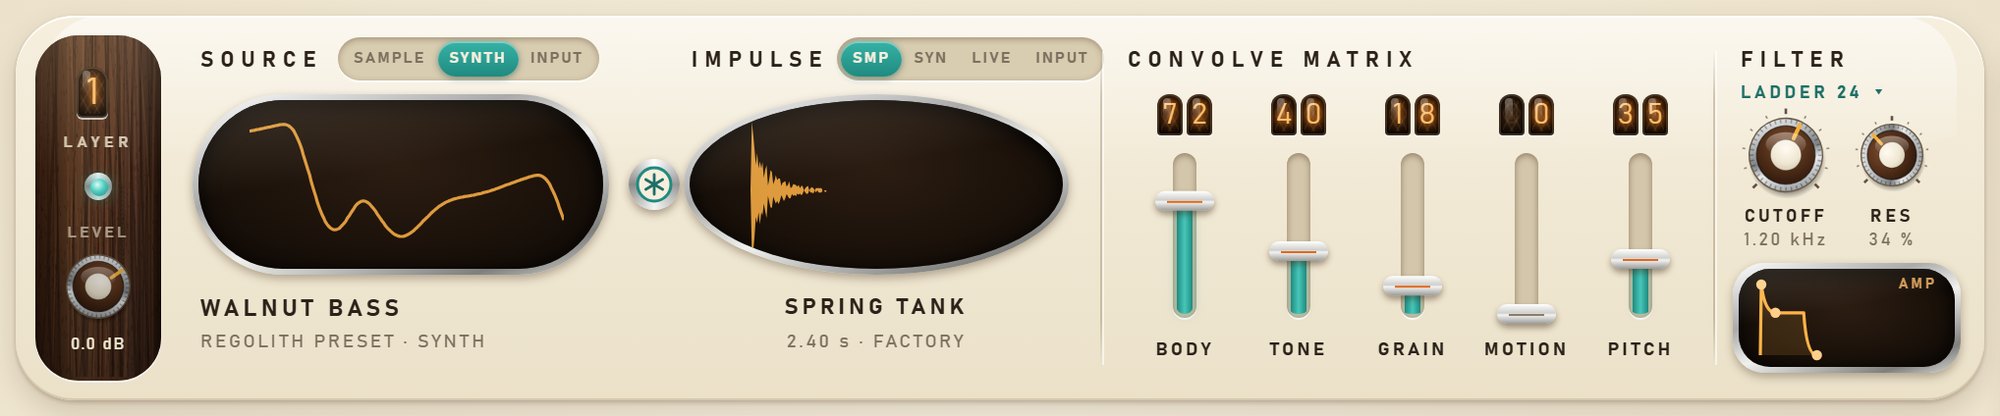 1
LAYER
LEVEL
0.0 dB
SOURCE
SAMPLE SYNTH INPUT
WALNUT BASS
REGOLITH PRESET · SYNTH
IMPULSE
SMP SYN LIVE INPUT
SPRING TANK
2.40 s · FACTORY
CONVOLVE MATRIX
72 40 18 0 35
BODY TONE GRAIN MOTION PITCH
FILTER
LADDER 24
CUTOFF RES
1.20 kHz 34 %
AMP